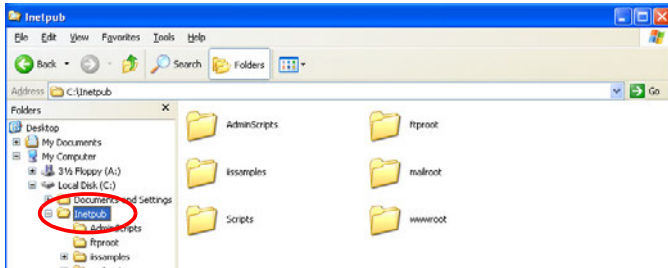 Inetpub
File Edit View Favorites Tools Help
Back Search Folders
Address C:\Inetpub Go
Folders X
Desktop
My Documents
My Computer
3½ Floppy (A:)
Local Disk (C:)
Documents and Settings
Inetpub
AdminScripts
ftproot
iissamples
AdminScripts ftproot
iissamples mailroot
Scripts wwwroot